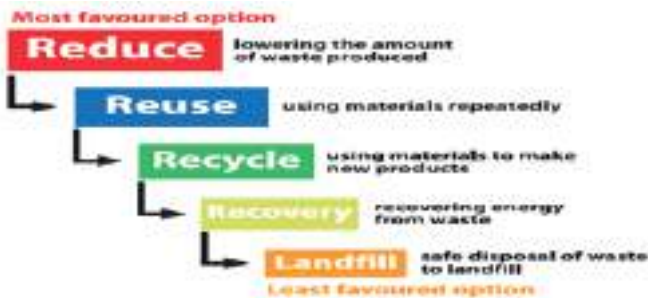 Most favoured option
Reduce
lowering the amount
of waste produced
Reuse
using materials repeatedly
Recycle
using materials to make
new products
Recovery
recovering energy
from waste
Landfill
safe disposal of waste
to landfill
Least favoured option